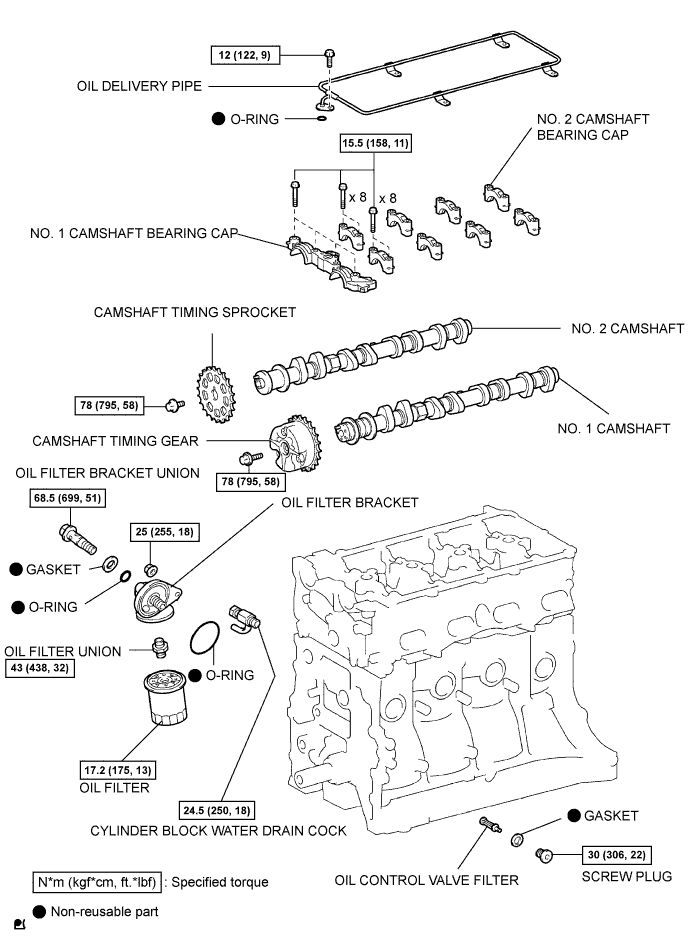 12 (122, 9)
OIL DELIVERY PIPE
O-RING
NO. 2 CAMSHAFT
BEARING CAP
15.5 (158, 11)
x 8
x 8
NO. 1 CAMSHAFT BEARING CAP
CAMSHAFT TIMING SPROCKET
NO. 2 CAMSHAFT
78 (795, 58)
NO. 1 CAMSHAFT
CAMSHAFT TIMING GEAR
78 (795, 58)
OIL FILTER BRACKET UNION
68.5 (699, 51)
OIL FILTER BRACKET
25 (255, 18)
GASKET
O-RING
OIL FILTER UNION
43 (438, 32)
O-RING
17.2 (175, 13)
OIL FILTER
24.5 (250, 18)
CYLINDER BLOCK WATER DRAIN COCK
GASKET
30 (306, 22)
SCREW PLUG
OIL CONTROL VALVE FILTER
N*m (kgf*cm, ft.*lbf) : Specified torque
Non-reusable part